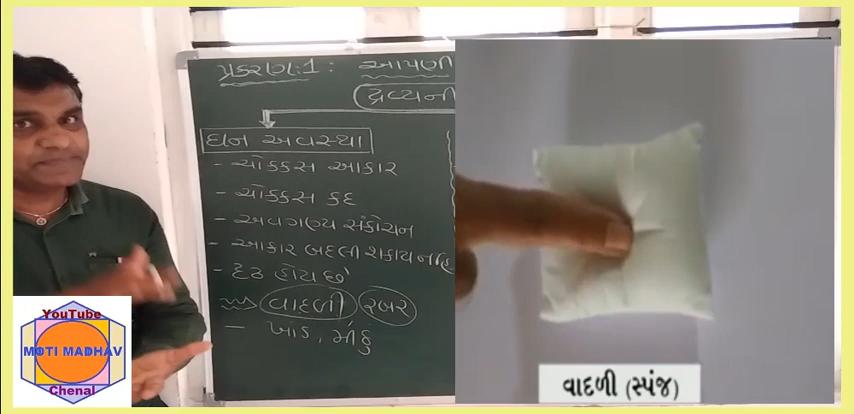 પ્રકરણ:1: આપણી
દ્રવ્યની
ઘન અવસ્થા
- ચોક્કસ આકાર
- ચોક્કસ કદ
- અવગણ્ય સંકોચન
- આકાર બદલી શકાય નહિ
- દૃઢ હોય છે
વાદળી રબર
- ખાંડ, મીઠું
વાદળી (સ્પંજ)
YouTube
MOTI MADHAV
Chenal